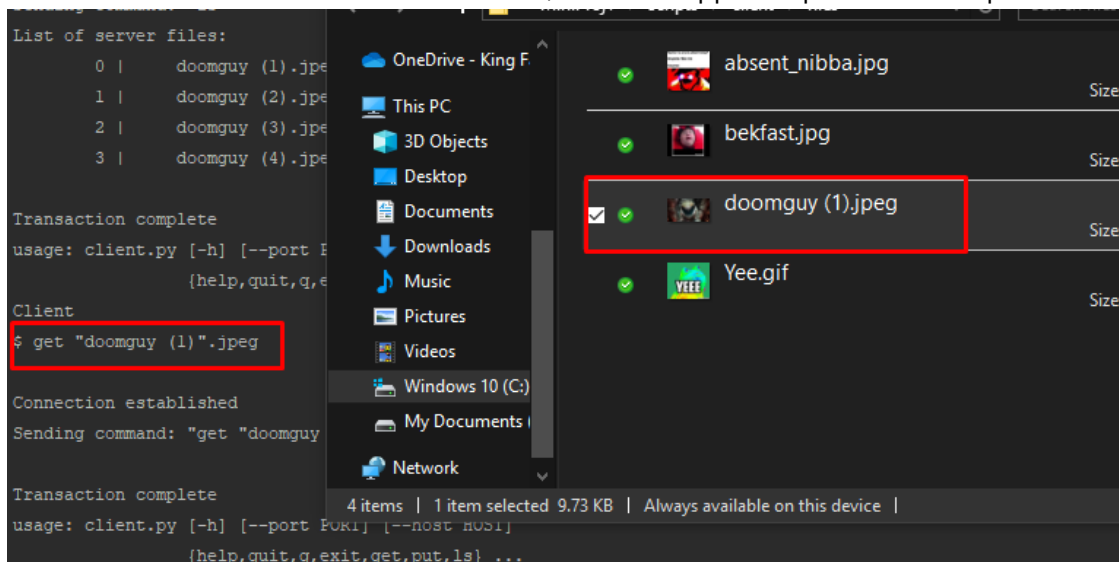 List of server files:
0 | doomguy (1).jpe
1 | doomguy (2).jpe
2 | doomguy (3).jpe
3 | doomguy (4).jpe
Transaction complete
usage: client.py [-h] [--port P
{help,quit,q,e
Client
$ get "doomguy (1)".jpeg
Connection established
Sending command: "get "doomguy
Transaction complete
usage: client.py [-h] [--port PORT] [--host HOST]
{help,quit,q,exit,get,put,ls} ...
OneDrive - King F
This PC
3D Objects
Desktop
Documents
Downloads
Music
Pictures
Videos
Windows 10 (C:)
My Documents (
Network
absent_nibba.jpg
Size
bekfast.jpg
Size
doomguy (1).jpeg
Size
Yee.gif
YEEE
Size
4 items | 1 item selected 9.73 KB | Always available on this device |